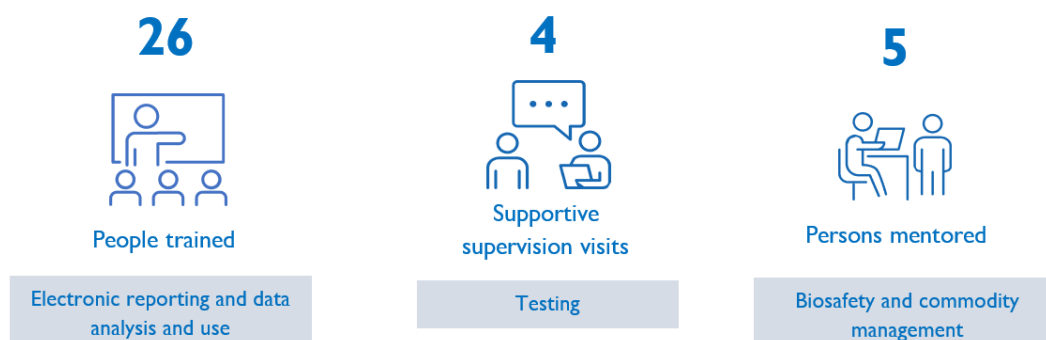 26
People trained
Electronic reporting and data
analysis and use
4
Supportive
supervision visits
Testing
5
Persons mentored
Biosafety and commodity
management